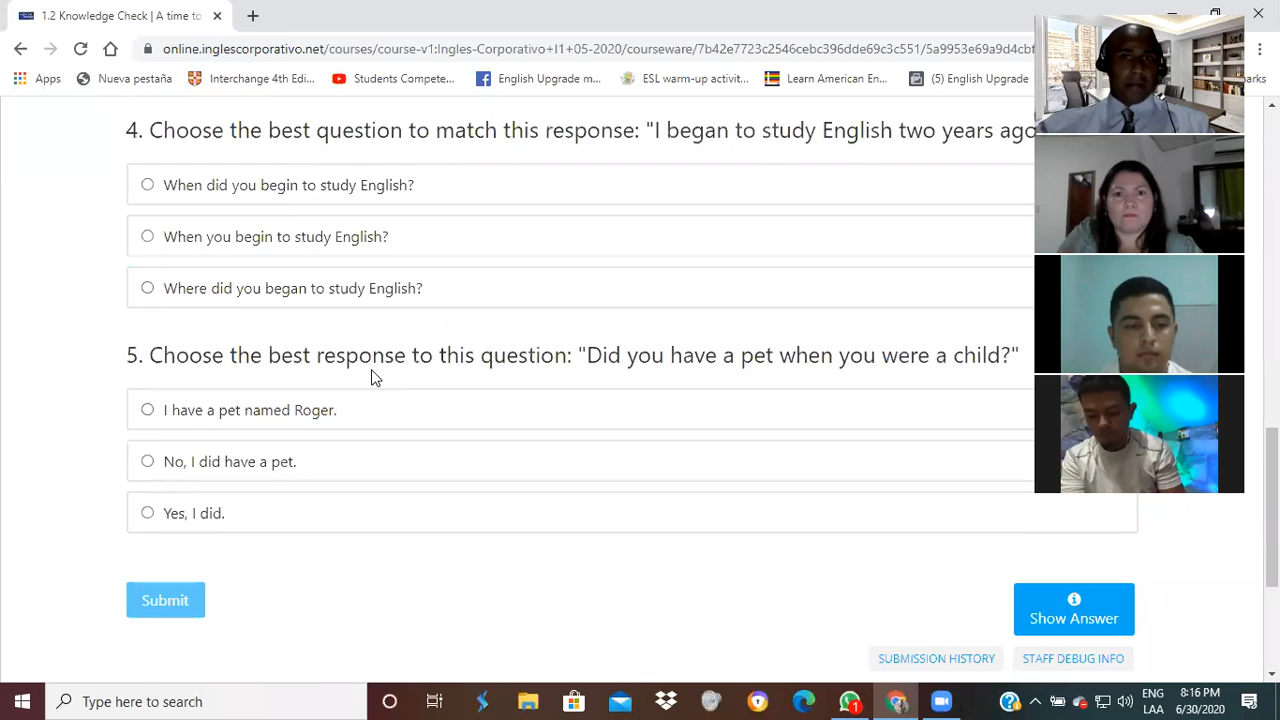 1.2 Knowledge Check | A time to
online.inglescorporativo.net/cours
se-v1:Ingles-Corporativo+I1+05-2020/courseware/
Apps
Nueva pestaña
Interchange 4th Edi...
Students Compete...
English Upgrade m...
ESL warm-up activit...
Learn American En...
(5) English Upgrade
4. Choose the best question to match this response: "I began to study English two years ago
When did you begin to study English?
When you begin to study English?
Where did you began to study English?
5. Choose the best response to this question: "Did you have a pet when you were a child?"
I have a pet named Roger.
No, I did have a pet.
Yes, I did.
Submit
Show Answer
SUBMISSION HISTORY
STAFF DEBUG INFO
Type here to search
ENG
LAA
8:16 PM
6/30/2020